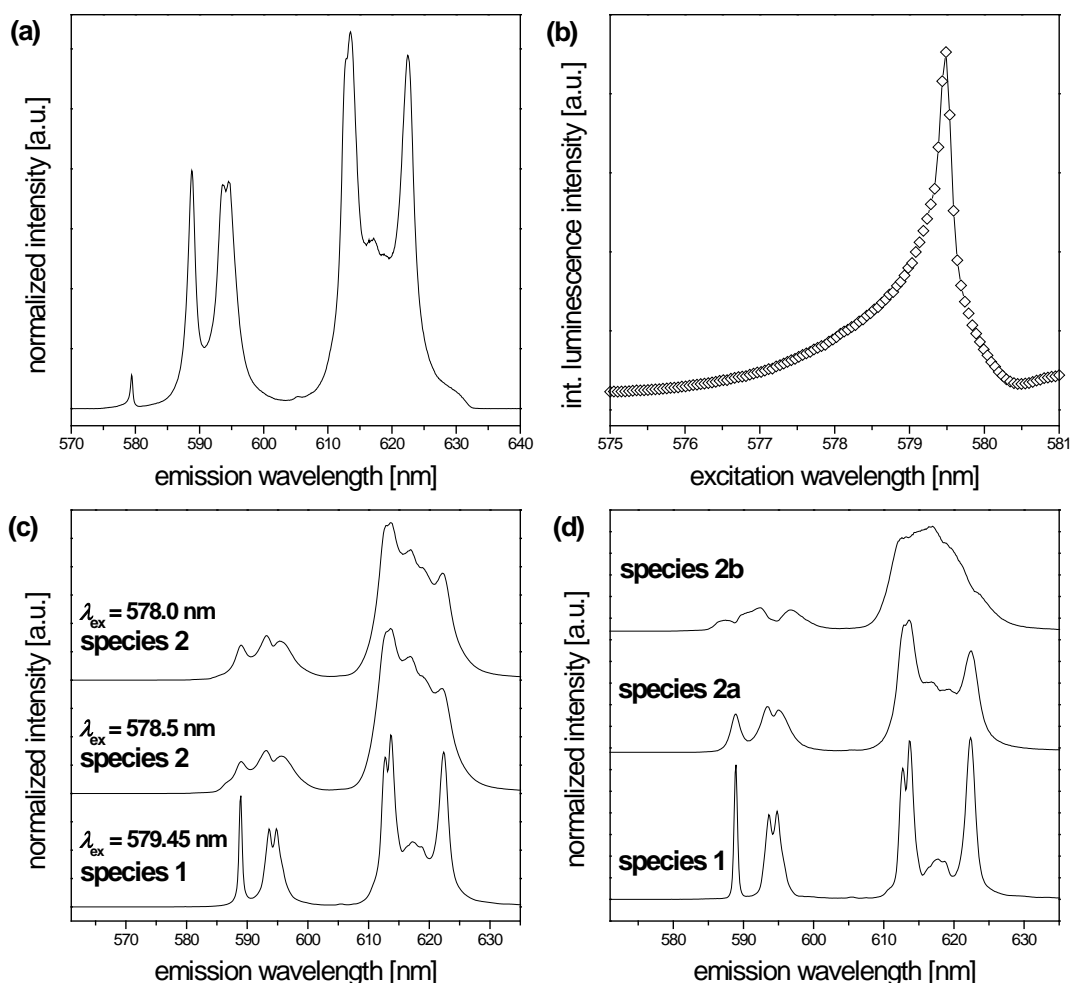 (a)
normalized intensity [a.u.]
570 580 590 600 610 620 630 640
emission wavelength [nm]
(b)
int. luminescence intensity [a.u.]
575 576 577 578 579 580 581
excitation wavelength [nm]
(c)
normalized intensity [a.u.]
λex = 578.0 nm
species 2
λex = 578.5 nm
species 2
λex = 579.45 nm
species 1
570 580 590 600 610 620 630
emission wavelength [nm]
(d)
normalized intensity [a.u.]
species 2b
species 2a
species 1
580 590 600 610 620 630
emission wavelength [nm]